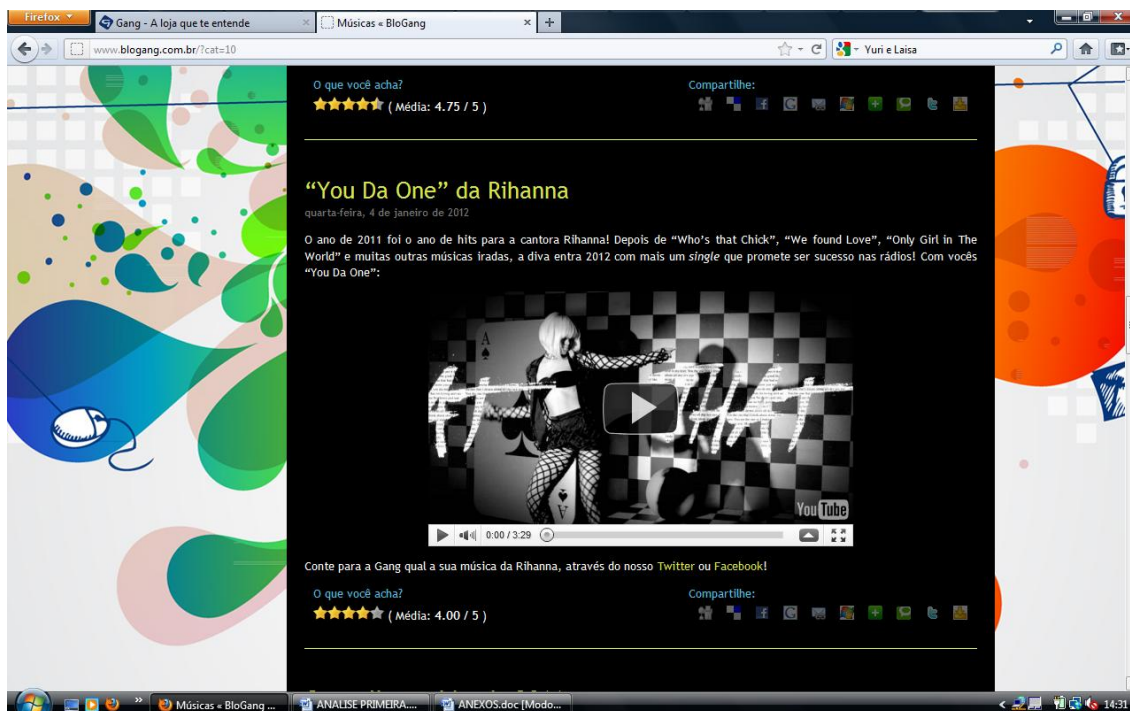 Firefox
Gang - A loja que te entende
Músicas « BloGang
www.blogang.com.br/?cat=10
Yuri e Laisa
O que você acha?
Compartilhe:
( Média: 4.75 / 5 )
“You Da One” da Rihanna
quarta-feira, 4 de janeiro de 2012
O ano de 2011 foi o ano de hits para a cantora Rihanna! Depois de “Who’s that Chick”, “We found Love”, “Only Girl in The
World” e muitas outras músicas iradas, a diva entra 2012 com mais um single que promete ser sucesso nas rádios! Com vocês
“You Da One”:
A
THAT
YouTube
0:00 / 3:29
Conte para a Gang qual a sua música da Rihanna, através do nosso Twitter ou Facebook!
O que você acha?
Compartilhe:
( Média: 4.00 / 5 )
Músicas « BloGang ...
ANALISE PRIMEIRA....
ANEXOS.doc [Modo...
14:31